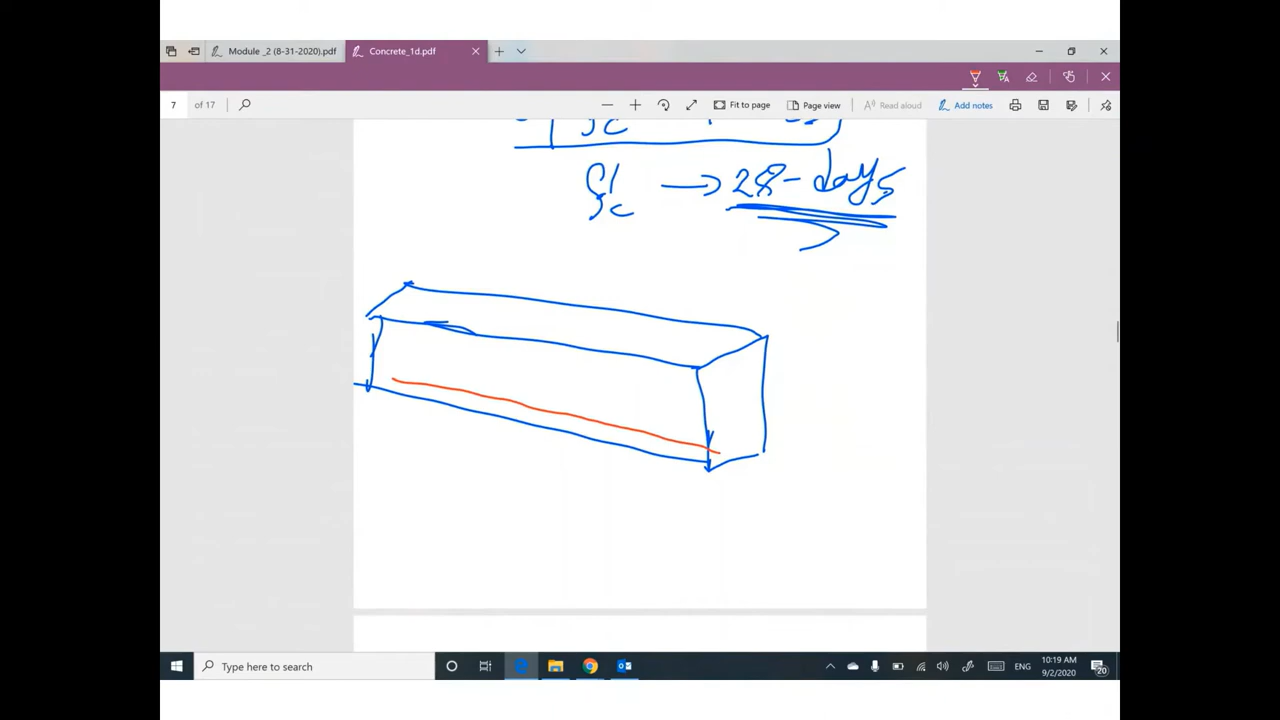 Module _2 (8-31-2020).pdf
Concrete_1d.pdf
7 of 17
Fit to page
Page view
Read aloud
Add notes
f'c → 28 - days
Type here to search
ENG
10:19 AM
9/2/2020
20